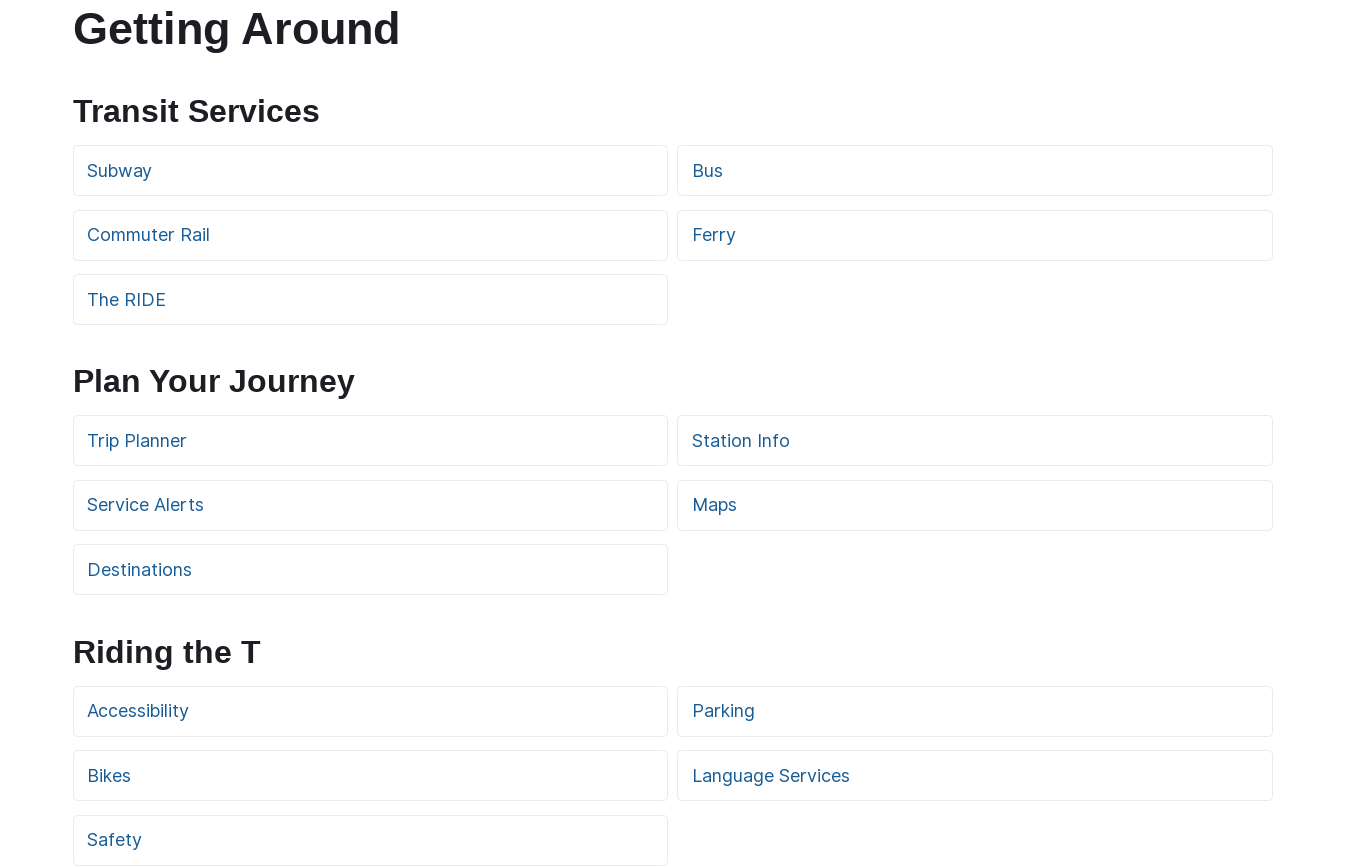 Getting Around
Transit Services
Subway
Bus
Commuter Rail
Ferry
The RIDE
Plan Your Journey
Trip Planner
Station Info
Service Alerts
Maps
Destinations
Riding the T
Accessibility
Parking
Bikes
Language Services
Safety